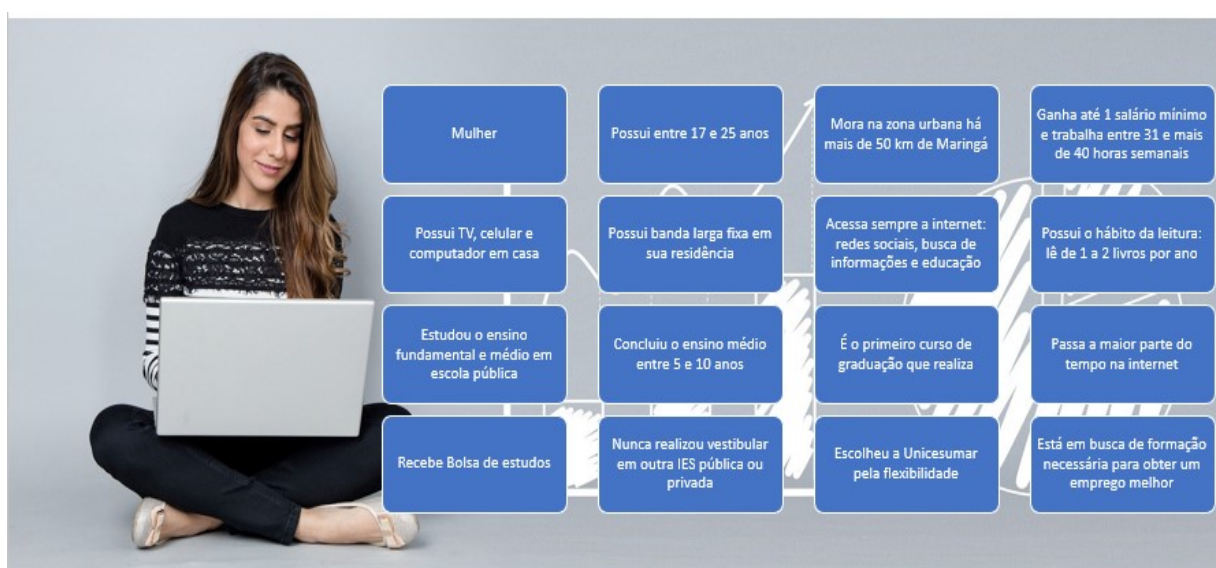 Mulher
Possui entre 17 e 25 anos
Mora na zona urbana há
mais de 50 km de Maringá
Ganha até 1 salário mínimo
e trabalha entre 31 e mais
de 40 horas semanais
Possui TV, celular e
computador em casa
Possui banda larga fixa em
sua residência
Acessa sempre a internet:
redes sociais, busca de
informações e educação
Possui o hábito da leitura:
lê de 1 a 2 livros por ano
Estudou o ensino
fundamental e médio em
escola pública
Concluiu o ensino médio
entre 5 e 10 anos
É o primeiro curso de
graduação que realiza
Passa a maior parte do
tempo na internet
Recebe Bolsa de estudos
Nunca realizou vestibular
em outra IES pública ou
privada
Escolheu a Unicesumar
pela flexibilidade
Está em busca de formação
necessária para obter um
emprego melhor